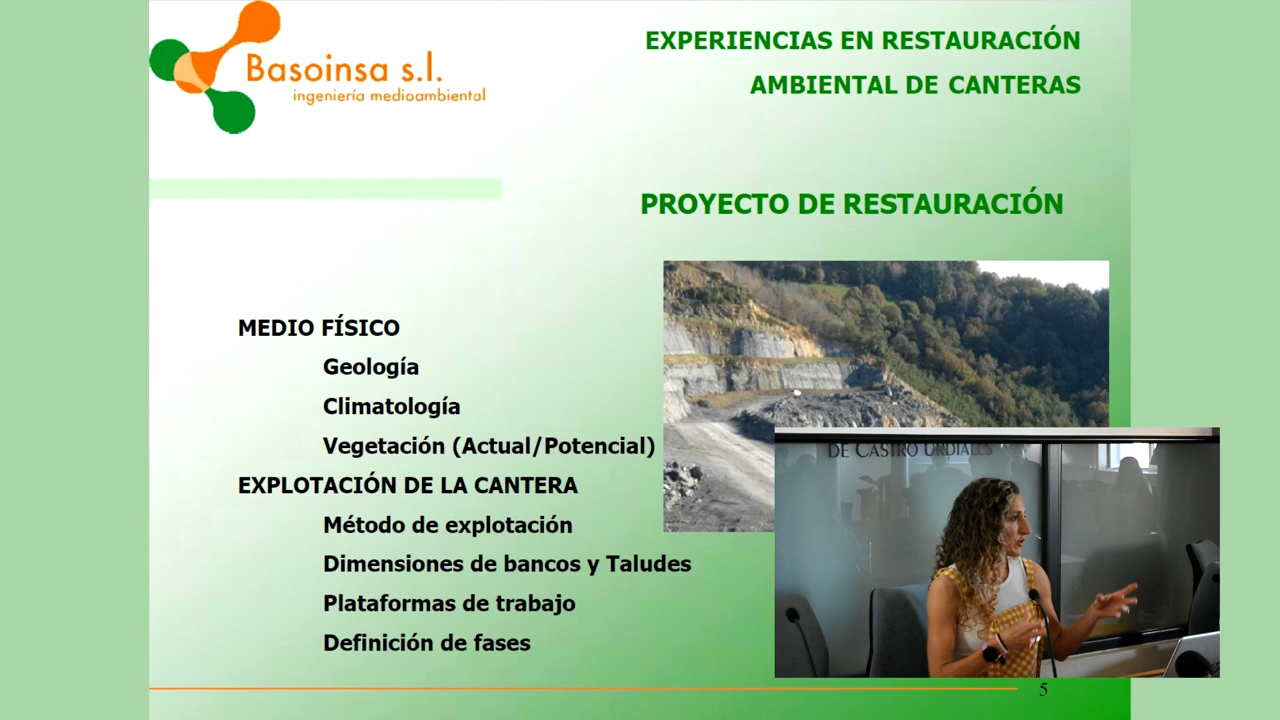 Basoinsa s.l.
ingeniería medioambiental
EXPERIENCIAS EN RESTAURACIÓN
AMBIENTAL DE CANTERAS
PROYECTO DE RESTAURACIÓN
MEDIO FÍSICO
Geología
Climatología
Vegetación (Actual/Potencial)
EXPLOTACIÓN DE LA CANTERA
Método de explotación
Dimensiones de bancos y Taludes
Plataformas de trabajo
Definición de fases
DE CASTRO URDIALES
5